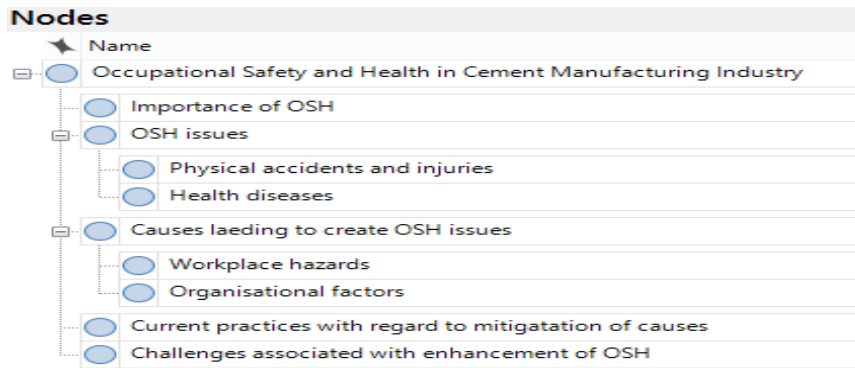 Nodes
Name
Occupational Safety and Health in Cement Manufacturing Industry
Importance of OSH
OSH issues
Physical accidents and injuries
Health diseases
Causes laeding to create OSH issues
Workplace hazards
Organisational factors
Current practices with regard to mitigatation of causes
Challenges associated with enhancement of OSH